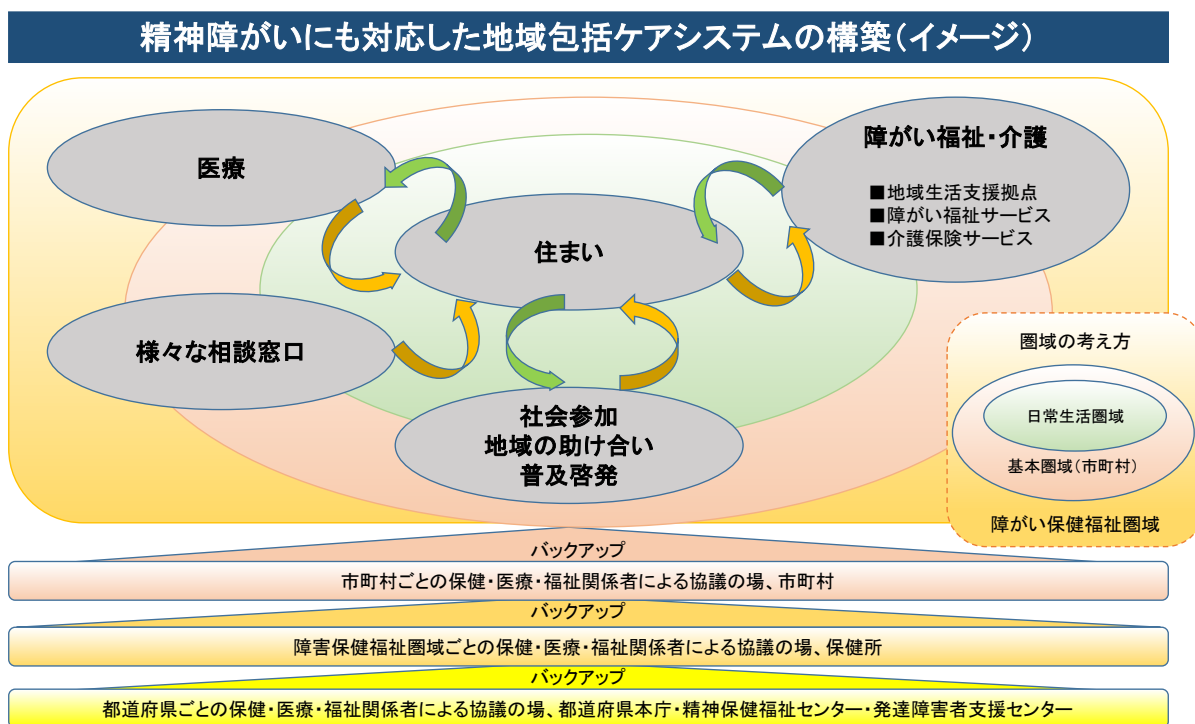 精神障がいにも対応した地域包括ケアシステムの構築(イメージ)
医療
障がい福祉・介護
■地域生活支援拠点
■障がい福祉サービス
■介護保険サービス
住まい
様々な相談窓口
社会参加
地域の助け合い
普及啓発
圏域の考え方
日常生活圏域
基本圏域(市町村)
障がい保健福祉圏域
バックアップ
市町村ごとの保健・医療・福祉関係者による協議の場、市町村
バックアップ
障害保健福祉圏域ごとの保健・医療・福祉関係者による協議の場、保健所
バックアップ
都道府県ごとの保健・医療・福祉関係者による協議の場、都道府県本庁・精神保健福祉センター・発達障害者支援センター